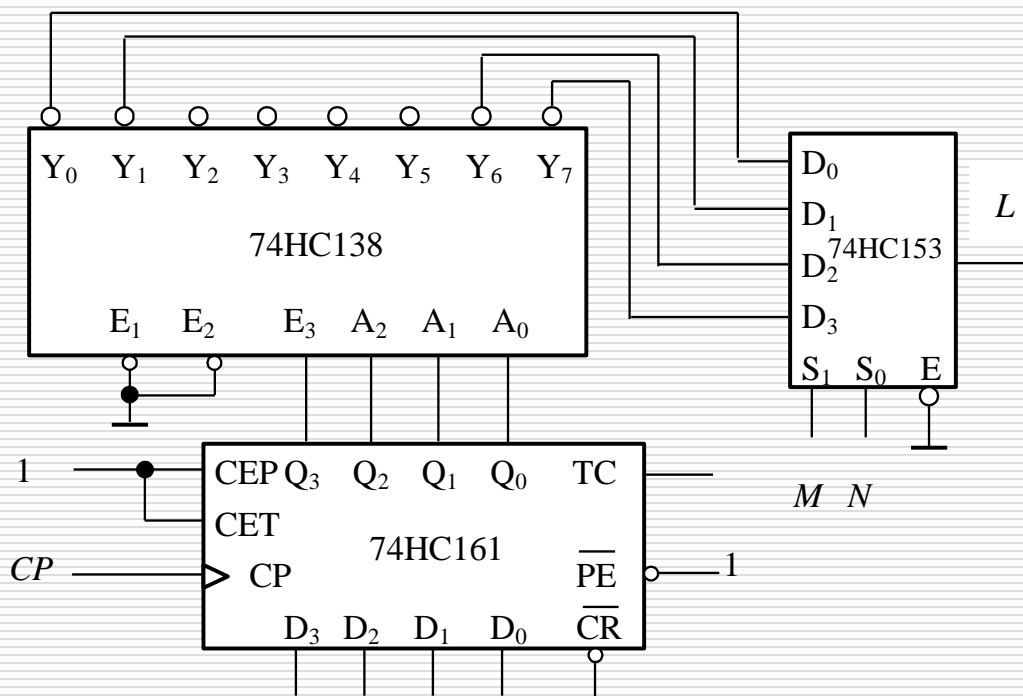 Y₀ Y₁ Y₂ Y₃ Y₄ Y₅ Y₆ Y₇
74HC138
E₁ E₂ E₃ A₂ A₁ A₀
D₀
D₁
74HC153
D₂
D₃
S₁ S₀ E
L
M N
1
CEP Q₃ Q₂ Q₁ Q₀ TC
CET
74HC161
CP
CP
P̅E̅
1
D₃ D₂ D₁ D₀ C̅R̅